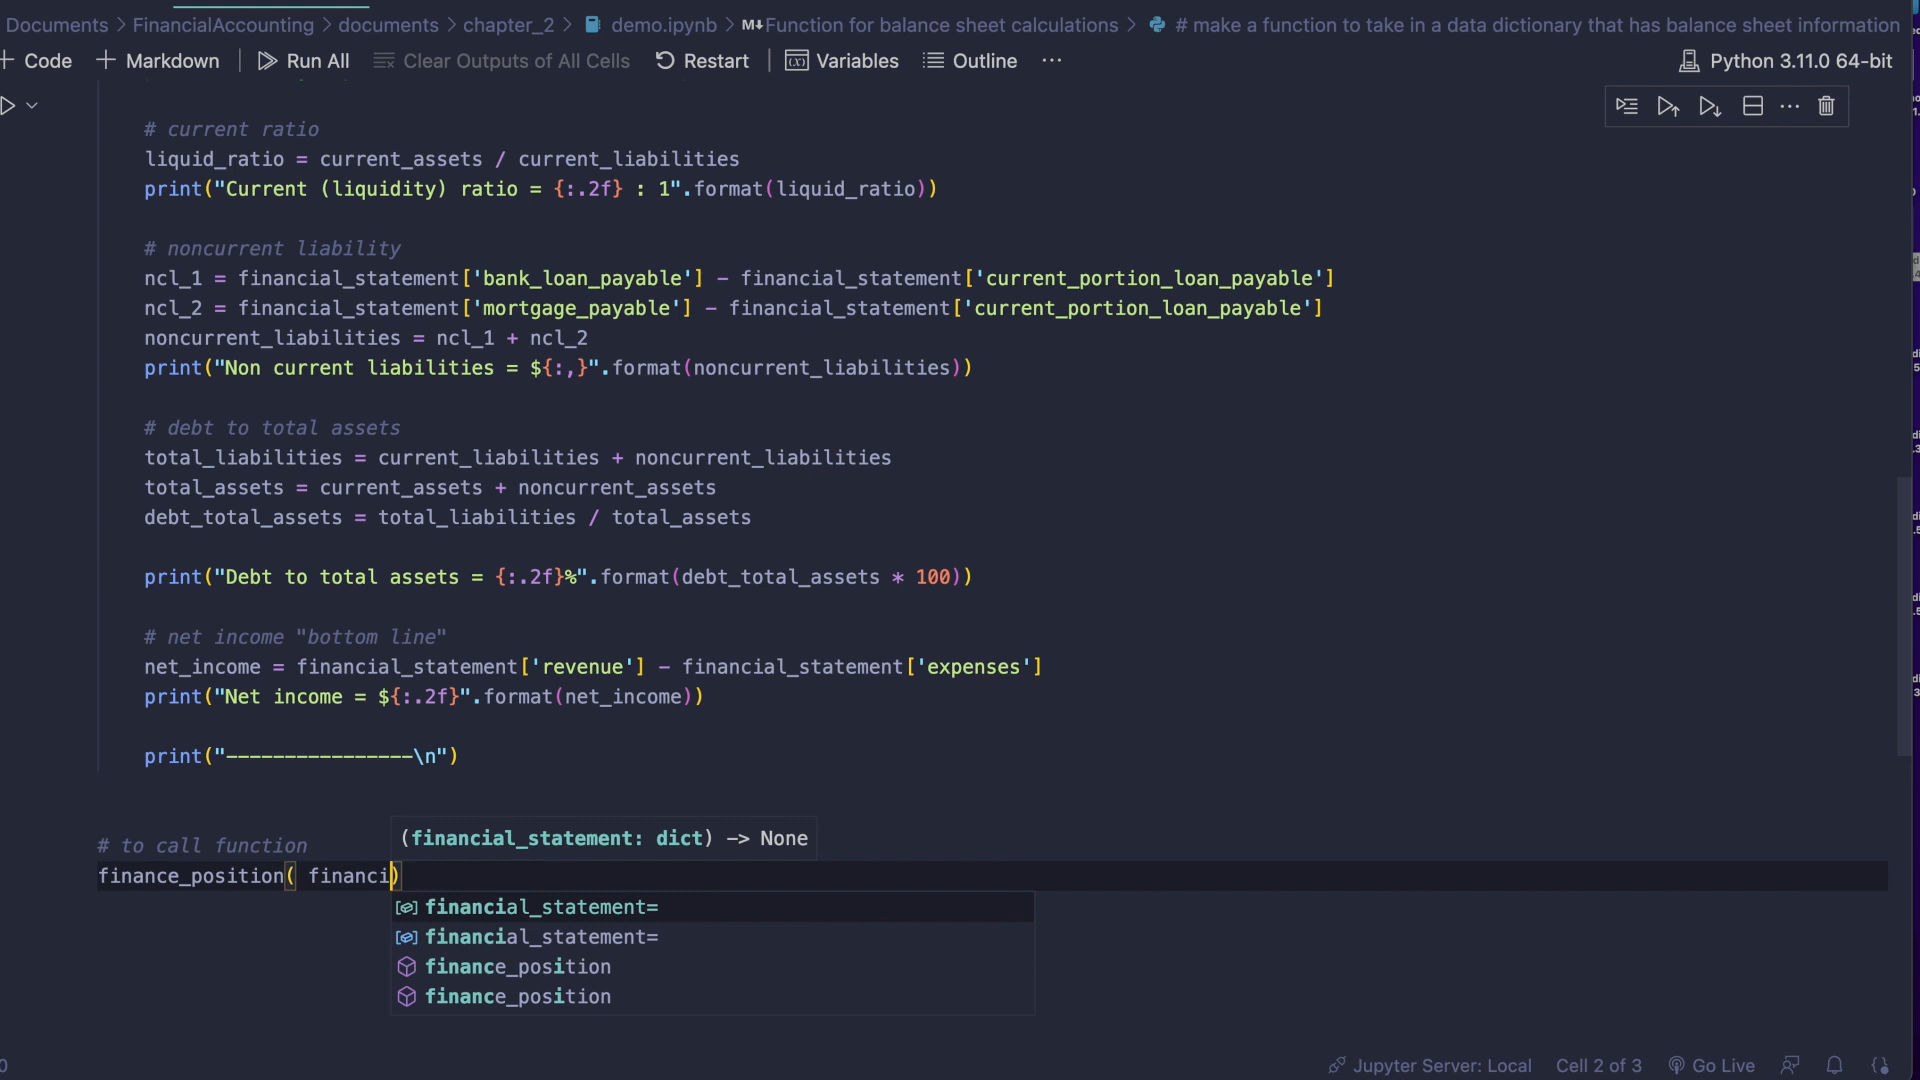 Documents > FinancialAccounting > documents > chapter_2 > demo.ipynb > M↓Function for balance sheet calculations > # make a function to take in a data dictionary that has balance sheet information
+ Code + Markdown | Run All Clear Outputs of All Cells Restart | Variables Outline ··· Python 3.11.0 64-bit
# current ratio
liquid_ratio = current_assets / current_liabilities
print("Current (liquidity) ratio = {:.2f} : 1".format(liquid_ratio))
# noncurrent liability
ncl_1 = financial_statement['bank_loan_payable'] - financial_statement['current_portion_loan_payable']
ncl_2 = financial_statement['mortgage_payable'] - financial_statement['current_portion_loan_payable']
noncurrent_liabilities = ncl_1 + ncl_2
print("Non current liabilities = ${:,}".format(noncurrent_liabilities))
# debt to total assets
total_liabilities = current_liabilities + noncurrent_liabilities
total_assets = current_assets + noncurrent_assets
debt_total_assets = total_liabilities / total_assets
print("Debt to total assets = {:.2f}%".format(debt_total_assets * 100))
# net income "bottom line"
net_income = financial_statement['revenue'] - financial_statement['expenses']
print("Net income = ${:.2f}".format(net_income))
print("----------------\n")
# to call function
(financial_statement: dict) -> None
finance_position( financi)
financial_statement=
financial_statement=
finance_position
finance_position
Jupyter Server: Local Cell 2 of 3 Go Live